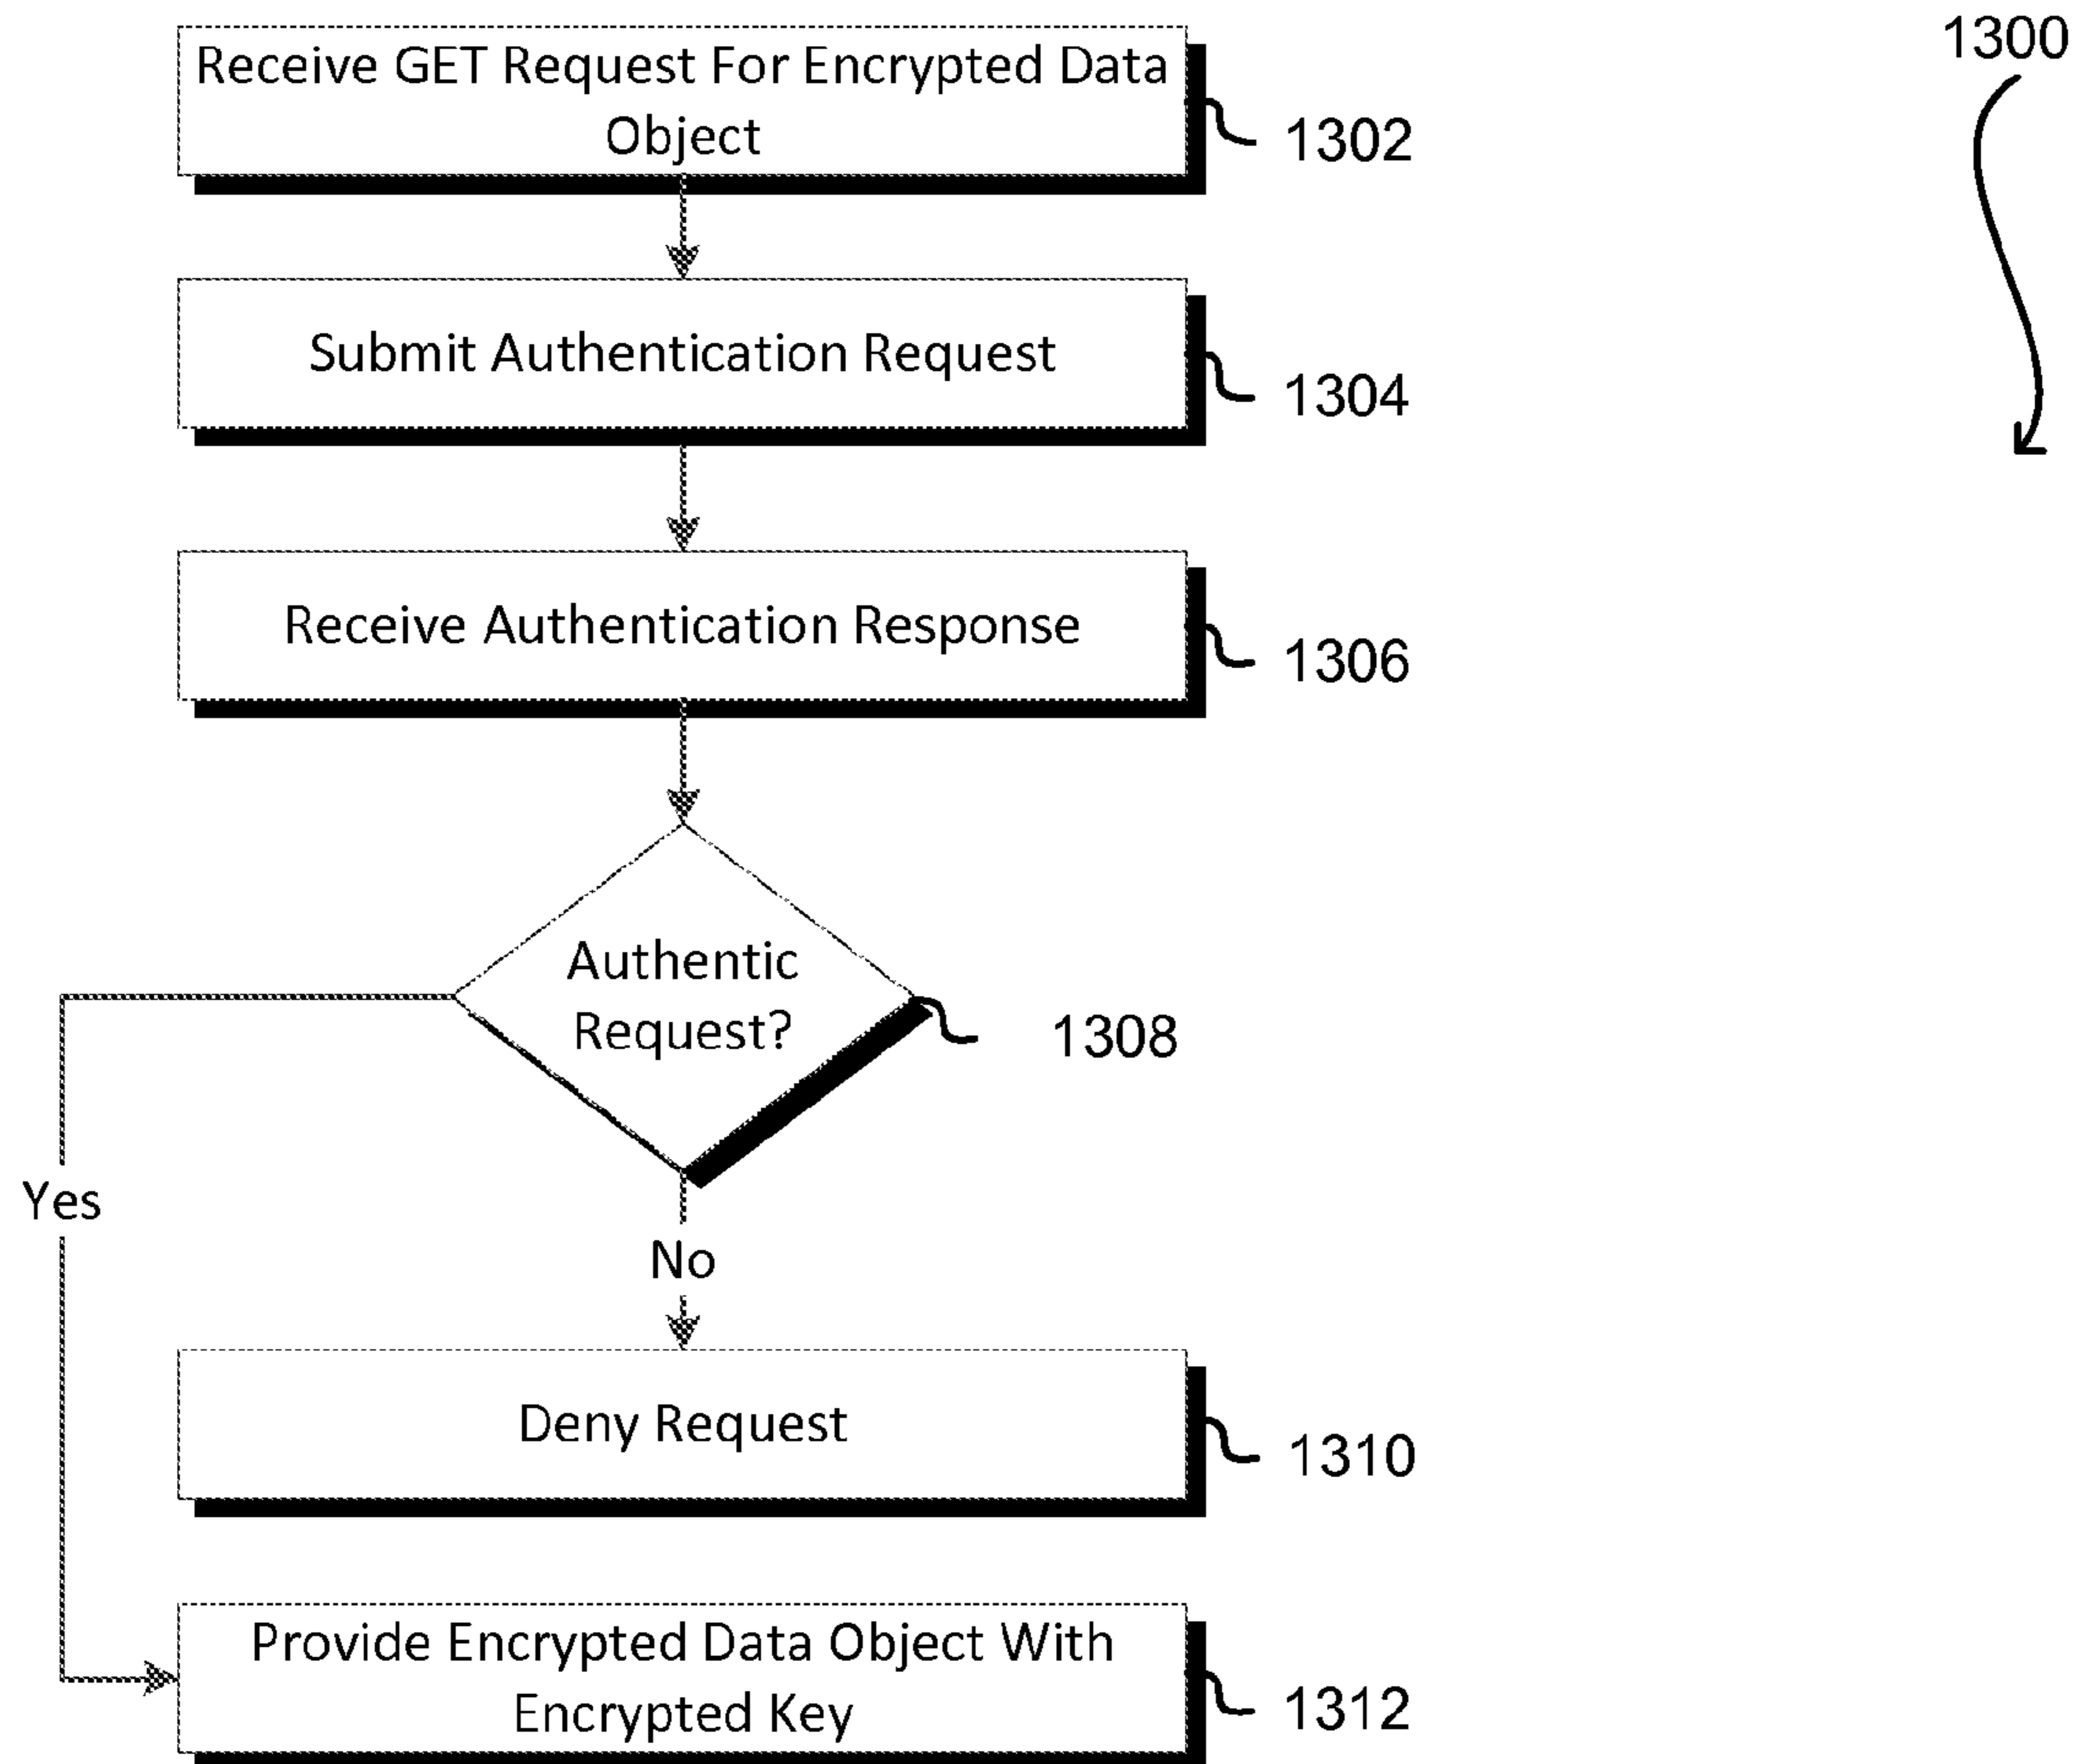 1300
Receive GET Request For Encrypted Data
Object
1302
Submit Authentication Request
1304
Receive Authentication Response
1306
Authentic
Request?
1308
Yes
No
Deny Request
1310
Provide Encrypted Data Object With
Encrypted Key
1312